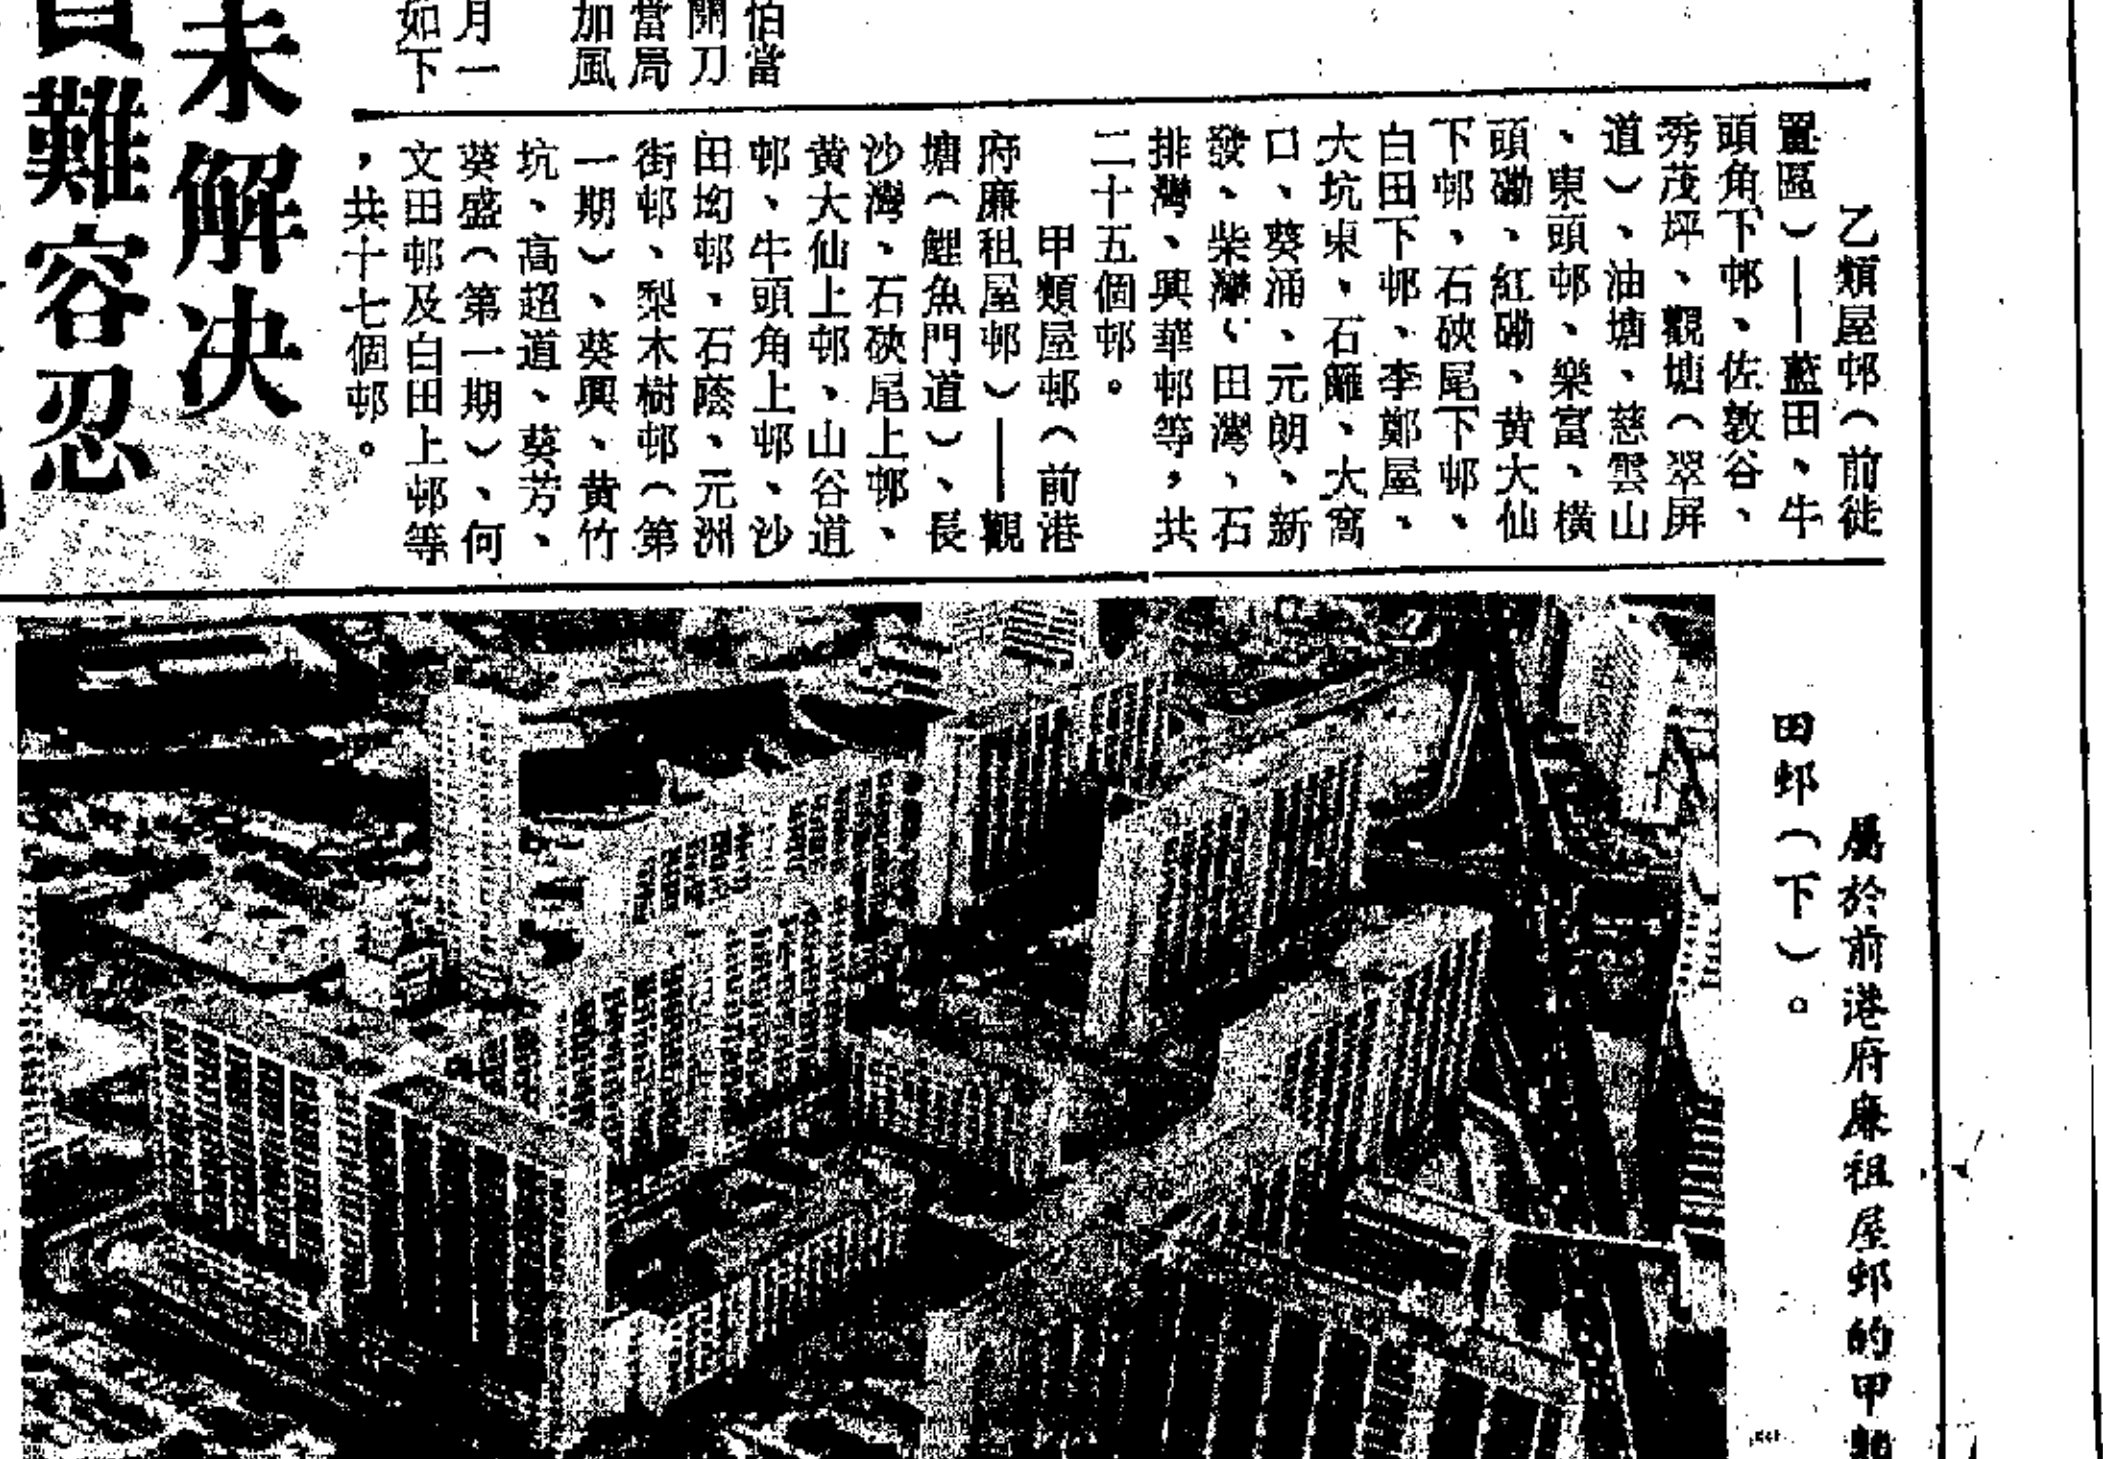 乙類屋邨（前徙
置區）——藍田、牛
頭角下邨、佐敦谷、
秀茂坪、觀塘（翠屏
道）、油塘、慈雲山
、東頭邨、樂富、橫
頭磡、紅磡、黄大仙
下邨、石硤尾下邨、
白田下邨、李鄭屋、
大坑東、石籬、大窩
口、葵涌、元朗、新
發、柴灣、田灣、石
排灣、興華邨等，共
二十五個邨。
甲類屋邨（前港
府廉租屋邨）——觀
塘（鯉魚門道）、長
沙灣、石硤尾上邨、
黄大仙上邨、山谷道
邨、牛頭角上邨、沙
田坳邨、石蔭、元洲
街邨、梨木樹邨（第
一期）、葵興、黄竹
坑、高超道、葵芳、
葵盛（第一期）、何
文田邨及白田上邨等
，共十七個邨。
伯當
開刀
當局
加風
月一
如下
未解决
難容忍
屬於前港府廉租屋邨的甲類
田邨（下）。